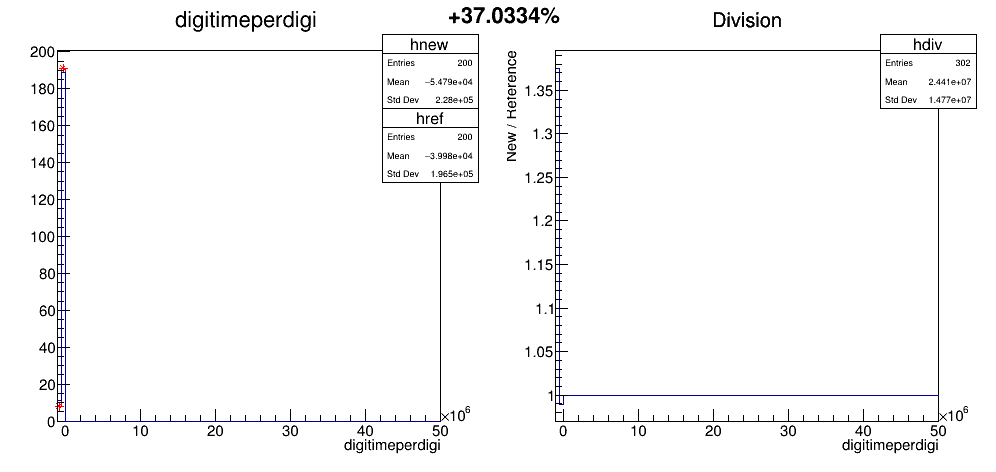 digitimeperdigi
+37.0334%
Division
hnew
Entries 200
Mean −5.479e+04
Std Dev 2.28e+05
href
Entries 200
Mean −3.998e+04
Std Dev 1.965e+05
200
180
160
140
120
100
80
60
40
20
0
0 10 20 30 40 50
×10⁶
digitimeperdigi
New / Reference
hdiv
Entries 302
Mean 2.441e+07
Std Dev 1.477e+07
1.35
1.3
1.25
1.2
1.15
1.1
1.05
1
0 10 20 30 40 50
×10⁶
digitimeperdigi